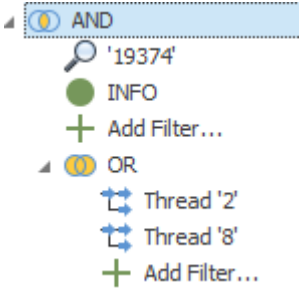 AND
'19374'
INFO
Add Filter...
OR
Thread '2'
Thread '8'
Add Filter...